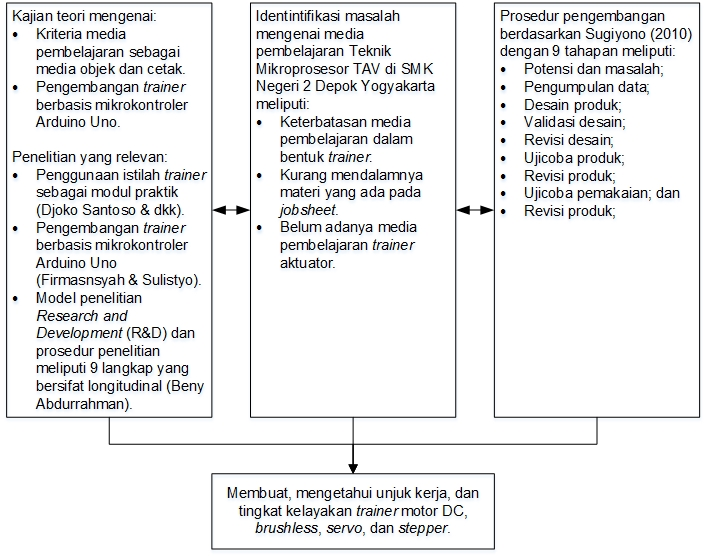 Kajian teori mengenai:
• Kriteria media
pembelajaran sebagai
media objek dan cetak.
• Pengembangan trainer
berbasis mikrokontroler
Arduino Uno.
Penelitian yang relevan:
• Penggunaan istilah trainer
sebagai modul praktik
(Djoko Santoso & dkk).
• Pengembangan trainer
berbasis mikrokontroler
Arduino Uno
(Firmasnsyah & Sulistyo).
• Model penelitian
Research and
Development (R&D) dan
prosedur penelitian
meliputi 9 langkap yang
bersifat longitudinal (Beny
Abdurrahman).
Identintifikasi masalah
mengenai media
pembelajaran Teknik
Mikroprosesor TAV di SMK
Negeri 2 Depok Yogyakarta
meliputi:
• Keterbatasan media
pembelajaran dalam
bentuk trainer.
• Kurang mendalamnya
materi yang ada pada
jobsheet.
• Belum adanya media
pembelajaran trainer
aktuator.
Prosedur pengembangan
berdasarkan Sugiyono (2010)
dengan 9 tahapan meliputi:
• Potensi dan masalah;
• Pengumpulan data;
• Desain produk;
• Validasi desain;
• Revisi desain;
• Ujicoba produk;
• Revisi produk;
• Ujicoba pemakaian; dan
• Revisi produk;
Membuat, mengetahui unjuk kerja, dan
tingkat kelayakan trainer motor DC,
brushless, servo, dan stepper.